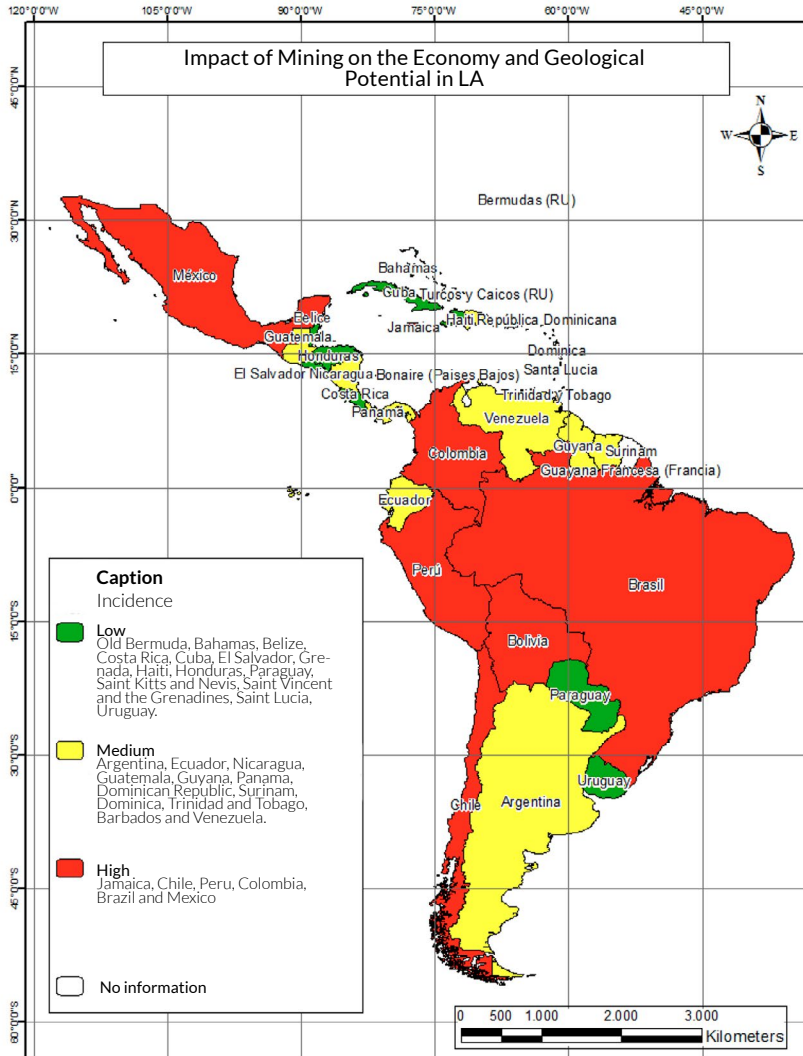 120°0'0"W 105°0'0"W 90°0'0"W 75°0'0"W 60°0'0"W 45°0'0"W
Impact of Mining on the Economy and Geological
Potential in LA
45°0'0"N
N
W E
S
Bermudas (RU)
30°0'0"N
Bahamas
México
Cuba Turcos y Caicos (RU)
Belice
Jamaica Haiti República Dominicana
Guatemala
15°0'0"N
Honduras
Dominica
El Salvador Nicaragua Bonaire (Paises Bajos) Santa Lucia
Costa Rica
Trinidad y Tobago
Panamá
Venezuela
Colombia
Guyana
Surinam
Guayana Francesa (Francia)
0°0'0"
Ecuador
Perú
Brasil
Bolivia
Paraguay
Uruguay
Chile
Argentina
Caption
Incidence
15°0'0"S
Low
Old Bermuda, Bahamas, Belize,
Costa Rica, Cuba, El Salvador, Gre-
nada, Haiti, Honduras, Paraguay,
Saint Kitts and Nevis, Saint Vincent
and the Grenadines, Saint Lucia,
Uruguay.
30°0'0"S
Medium
Argentina, Ecuador, Nicaragua,
Guatemala, Guyana, Panama,
Dominican Republic, Surinam,
Dominica, Trinidad and Tobago,
Barbados and Venezuela.
High
Jamaica, Chile, Peru, Colombia,
Brazil and Mexico
45°0'0"S
No information
60°0'0"S
0 500 1.000 2.000 3.000
Kilometers